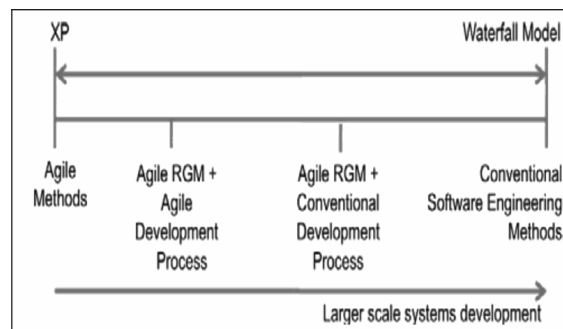 XP
Waterfall Model
Agile
Methods
Agile RGM +
Agile
Development
Process
Agile RGM +
Conventional
Development
Process
Conventional
Software Engineering
Methods
Larger scale systems development